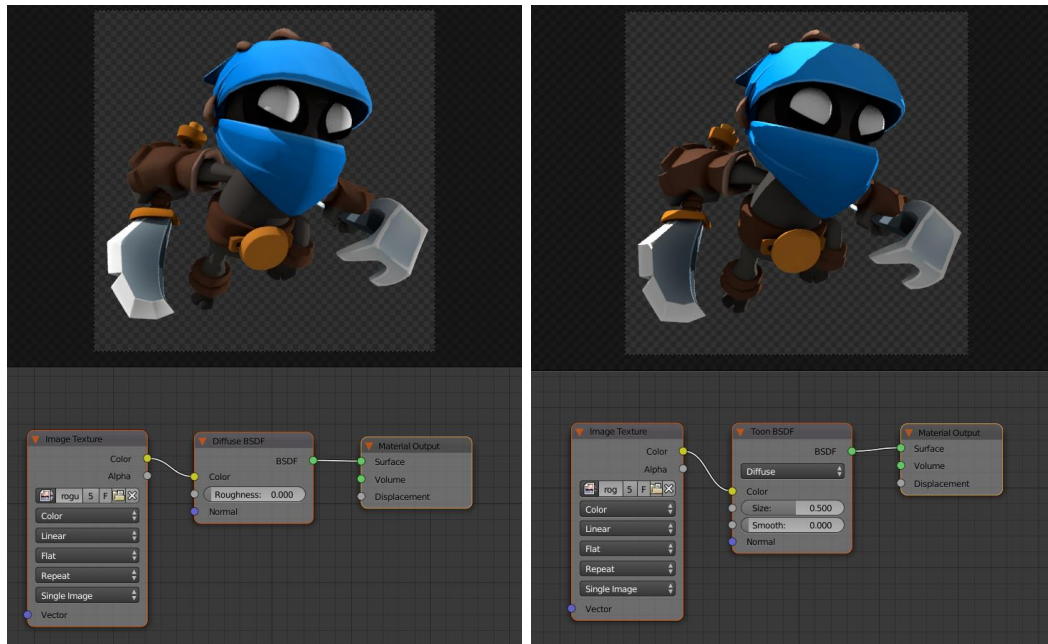 Image Texture
Color
Alpha
rogu 5 F
Color
Linear
Flat
Repeat
Single Image
Vector
Diffuse BSDF
BSDF
Color
Roughness: 0.000
Normal
Material Output
Surface
Volume
Displacement
Image Texture
Color
Alpha
rog 5 F
Color
Linear
Flat
Repeat
Single Image
Vector
Toon BSDF
BSDF
Diffuse
Color
Size: 0.500
Smooth: 0.000
Normal
Material Output
Surface
Volume
Displacement